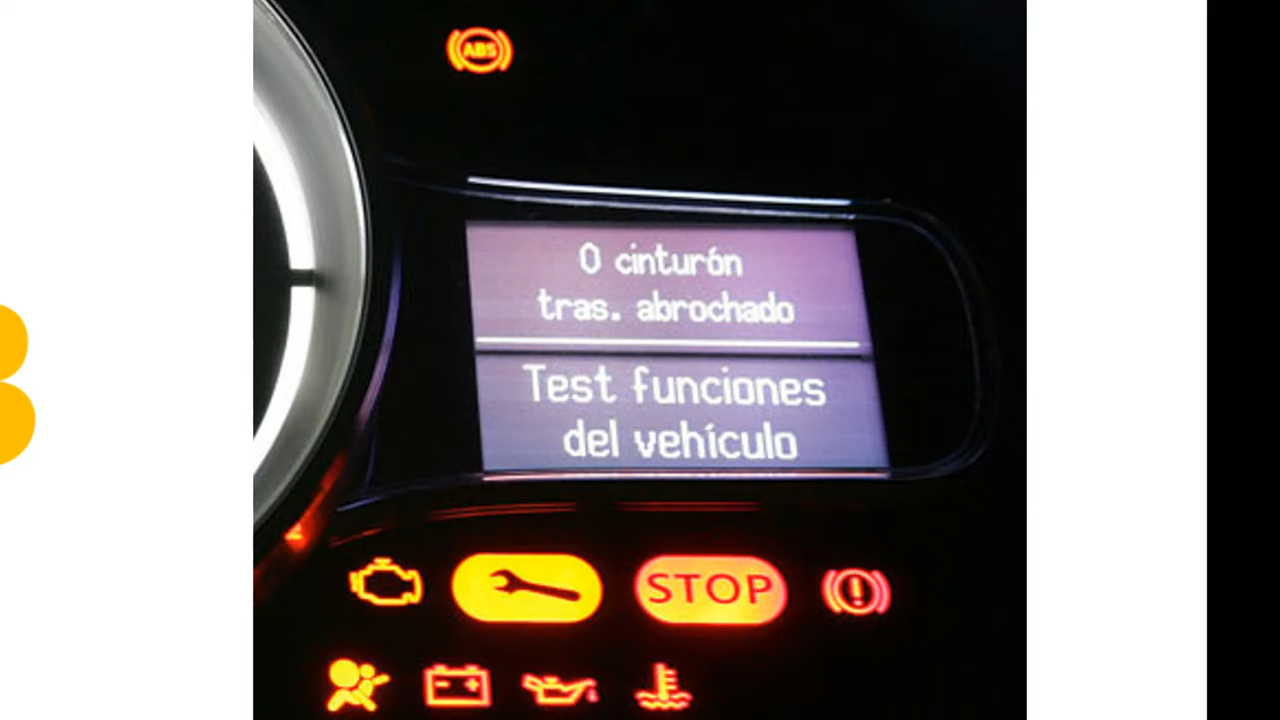 ABS
0 cinturón
tras. abrochado
Test funciones
del vehículo
STOP